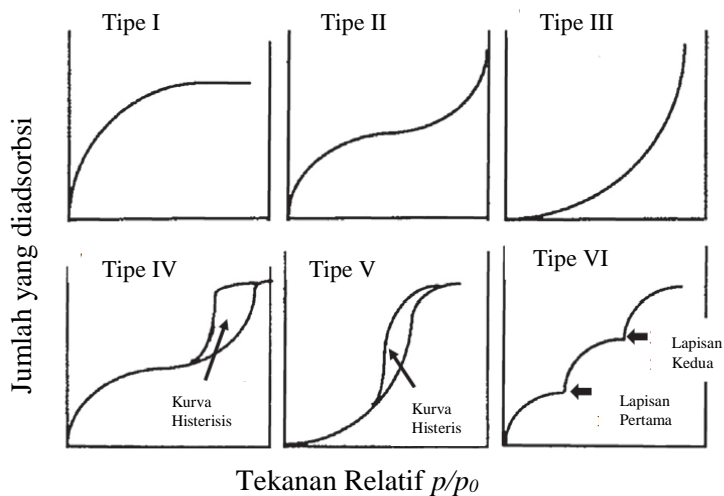 Tipe I
Tipe II
Tipe III
Jumlah yang diadsorbsi
Tipe IV
Tipe V
Tipe VI
Kurva
Histerisis
Kurva
Histeris
Lapisan
Kedua
Lapisan
Pertama
Tekanan Relatif p/p₀